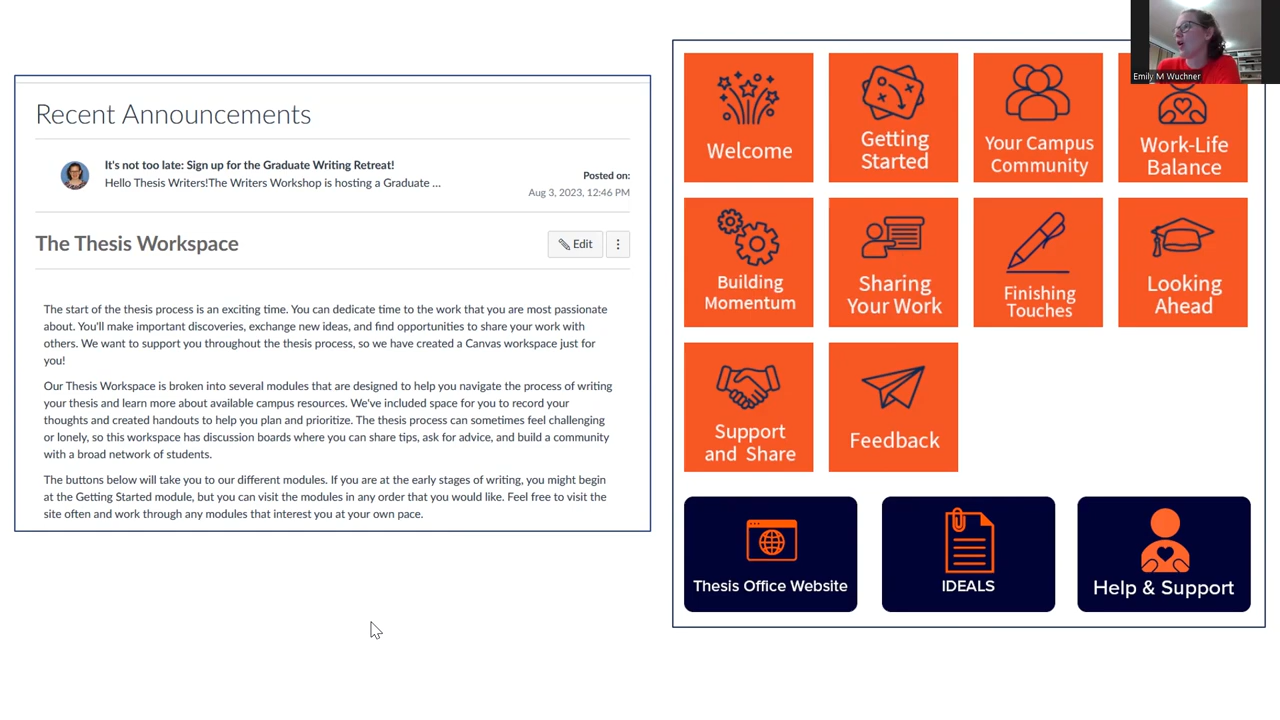 Recent Announcements
It's not too late: Sign up for the Graduate Writing Retreat!
Hello Thesis Writers!The Writers Workshop is hosting a Graduate ...
Posted on:
Aug 3, 2023, 12:46 PM
The Thesis Workspace
Edit
The start of the thesis process is an exciting time. You can dedicate time to the work that you are most passionate
about. You'll make important discoveries, exchange new ideas, and find opportunities to share your work with
others. We want to support you throughout the thesis process, so we have created a Canvas workspace just for
you!
Our Thesis Workspace is broken into several modules that are designed to help you navigate the process of writing
your thesis and learn more about available campus resources. We've included space for you to record your
thoughts and created handouts to help you plan and prioritize. The thesis process can sometimes feel challenging
or lonely, so this workspace has discussion boards where you can share tips, ask for advice, and build a community
with a broad network of students.
The buttons below will take you to our different modules. If you are at the early stages of writing, you might begin
at the Getting Started module, but you can visit the modules in any order that you would like. Feel free to visit the
site often and work through any modules that interest you at your own pace.
Emily M Wuchner
Welcome
Getting
Started
Your Campus
Community
Work-Life
Balance
Building
Momentum
Sharing
Your Work
Finishing
Touches
Looking
Ahead
Support
and Share
Feedback
Thesis Office Website
IDEALS
Help & Support